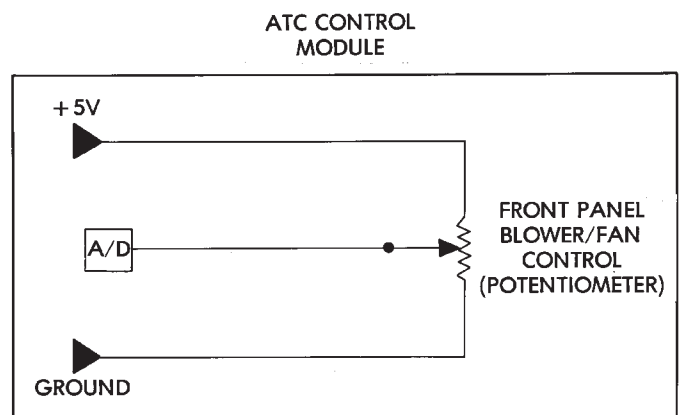 ATC CONTROL
MODULE
+5V
A/D
FRONT PANEL
BLOWER/FAN
CONTROL
(POTENTIOMETER)
GROUND